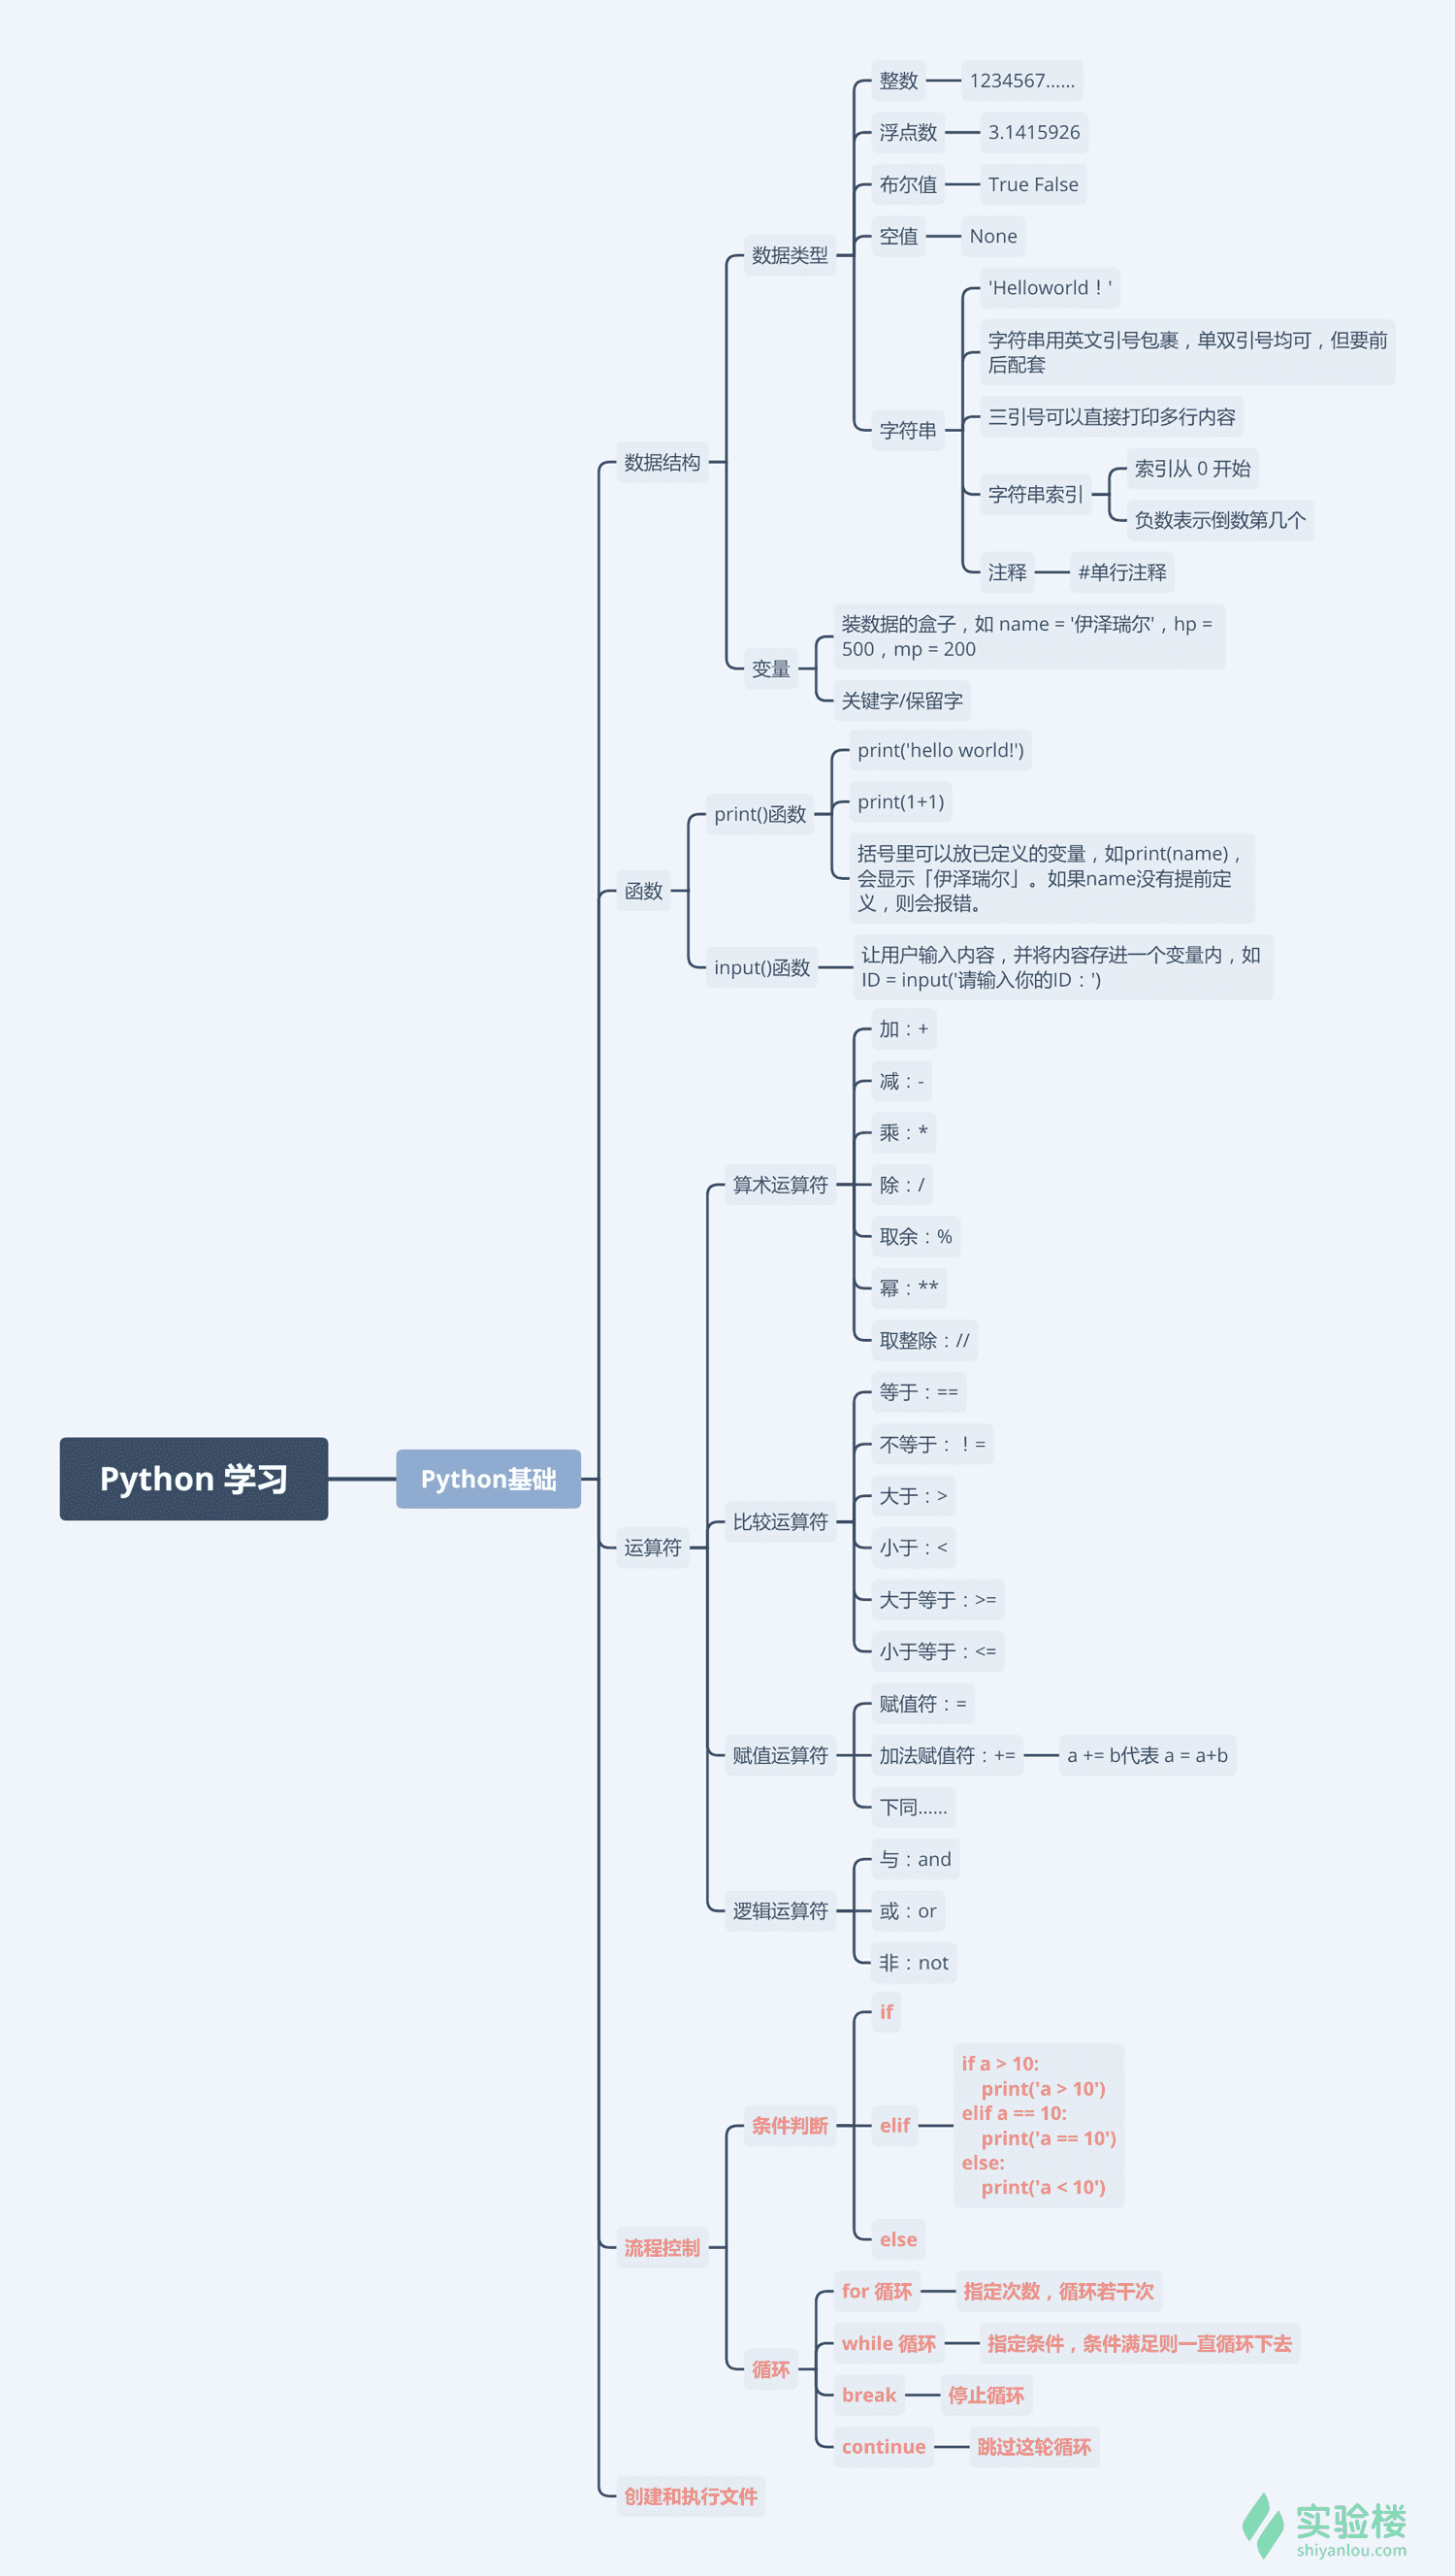 整数
1234567......
浮点数
3.1415926
布尔值
True False
空值
None
数据类型
'Helloworld！'
字符串用英文引号包裹，单双引号均可，但要前
后配套
三引号可以直接打印多行内容
字符串
数据结构
索引从 0 开始
字符串索引
负数表示倒数第几个
注释
#单行注释
装数据的盒子，如 name = '伊泽瑞尔'，hp =
500，mp = 200
变量
关键字/保留字
print('hello world!')
print(1+1)
print()函数
括号里可以放已定义的变量，如print(name)，
会显示「伊泽瑞尔」。如果name没有提前定
义，则会报错。
函数
input()函数
让用户输入内容，并将内容存进一个变量内，如
ID = input('请输入你的ID：')
加：+
减：-
乘：*
算术运算符
除：/
取余：%
幂：**
取整除：//
等于：==
不等于：！=
大于：>
比较运算符
小于：<
大于等于：>=
小于等于：<=
Python 学习
Python基础
运算符
赋值符：=
赋值运算符
加法赋值符：+=
a += b代表 a = a+b
下同......
与：and
逻辑运算符
或：or
非：not
if
条件判断
elif
if a > 10:
    print('a > 10')
elif a == 10:
    print('a == 10')
else:
    print('a < 10')
else
流程控制
for 循环
指定次数，循环若干次
while 循环
指定条件，条件满足则一直循环下去
循环
break
停止循环
continue
跳过这轮循环
创建和执行文件
实验楼
shiyanlou.com